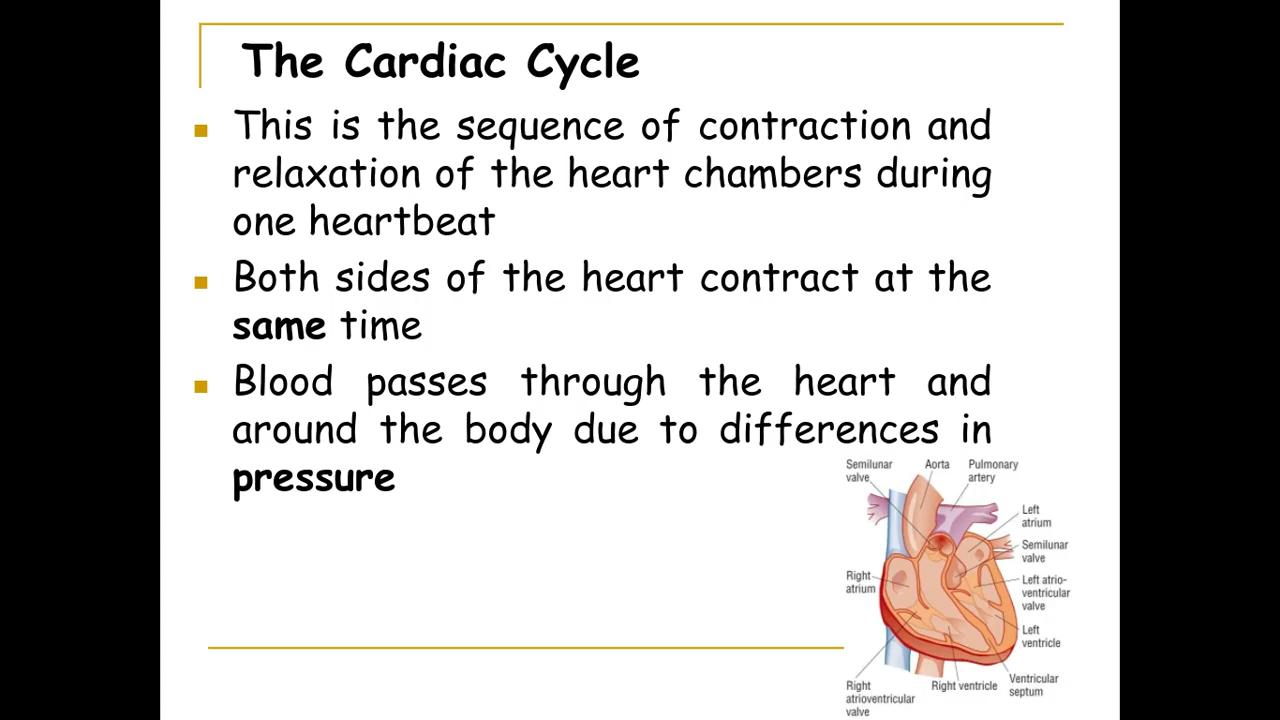 The Cardiac Cycle
This is the sequence of contraction and
relaxation of the heart chambers during
one heartbeat
Both sides of the heart contract at the
same time
Blood passes through the heart and
around the body due to differences in
pressure
Semilunar
valve
Aorta
Pulmonary
artery
Left
atrium
Semilunar
valve
Right
atrium
Left atrio-
ventricular
valve
Left
ventricle
Ventricular
septum
Right ventricle
Right
atrioventricular
valve